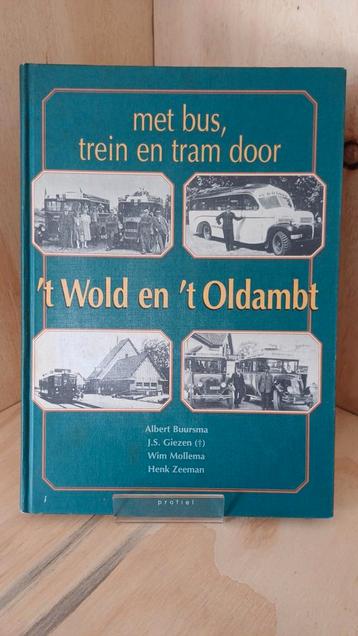 met bus,
trein en tram door
't Wold en 't Oldambt
Albert Buursma
J.S. Giezen (†)
Wim Mollema
Henk Zeeman
profiel